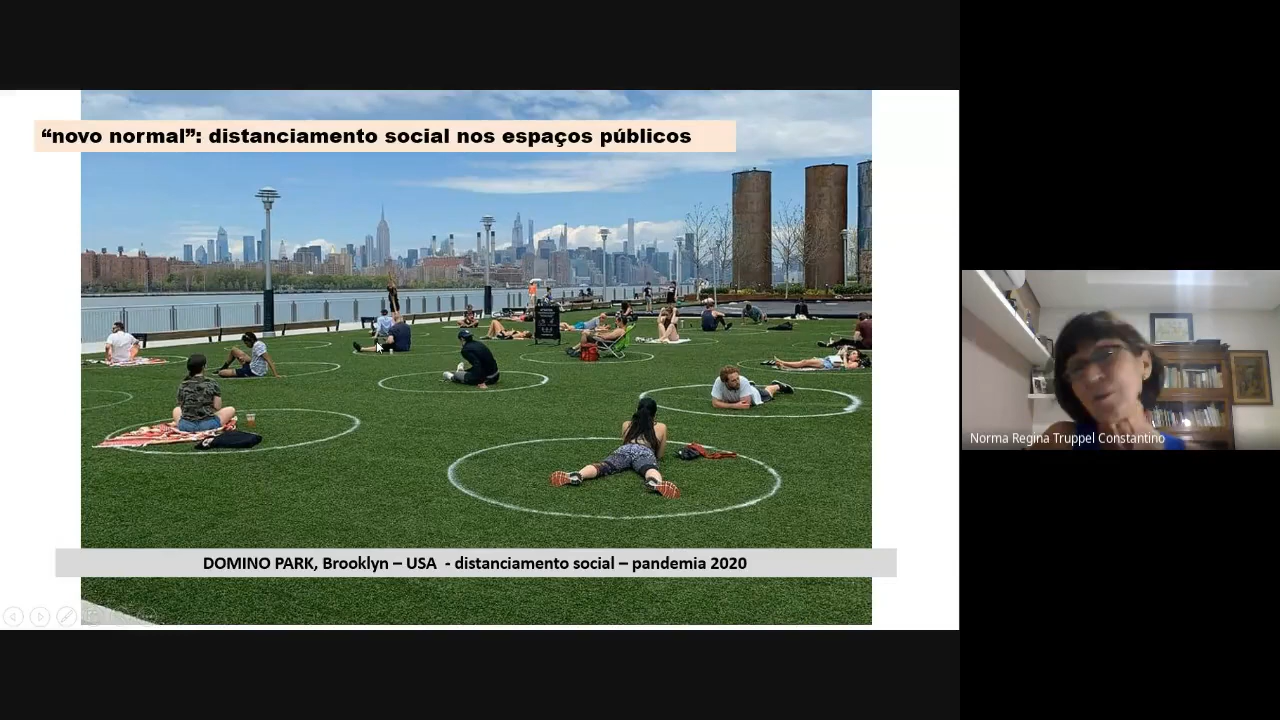 “novo normal”: distanciamento social nos espaços públicos
DOMINO PARK, Brooklyn – USA - distanciamento social – pandemia 2020
Norma Regina Truppel Constantino